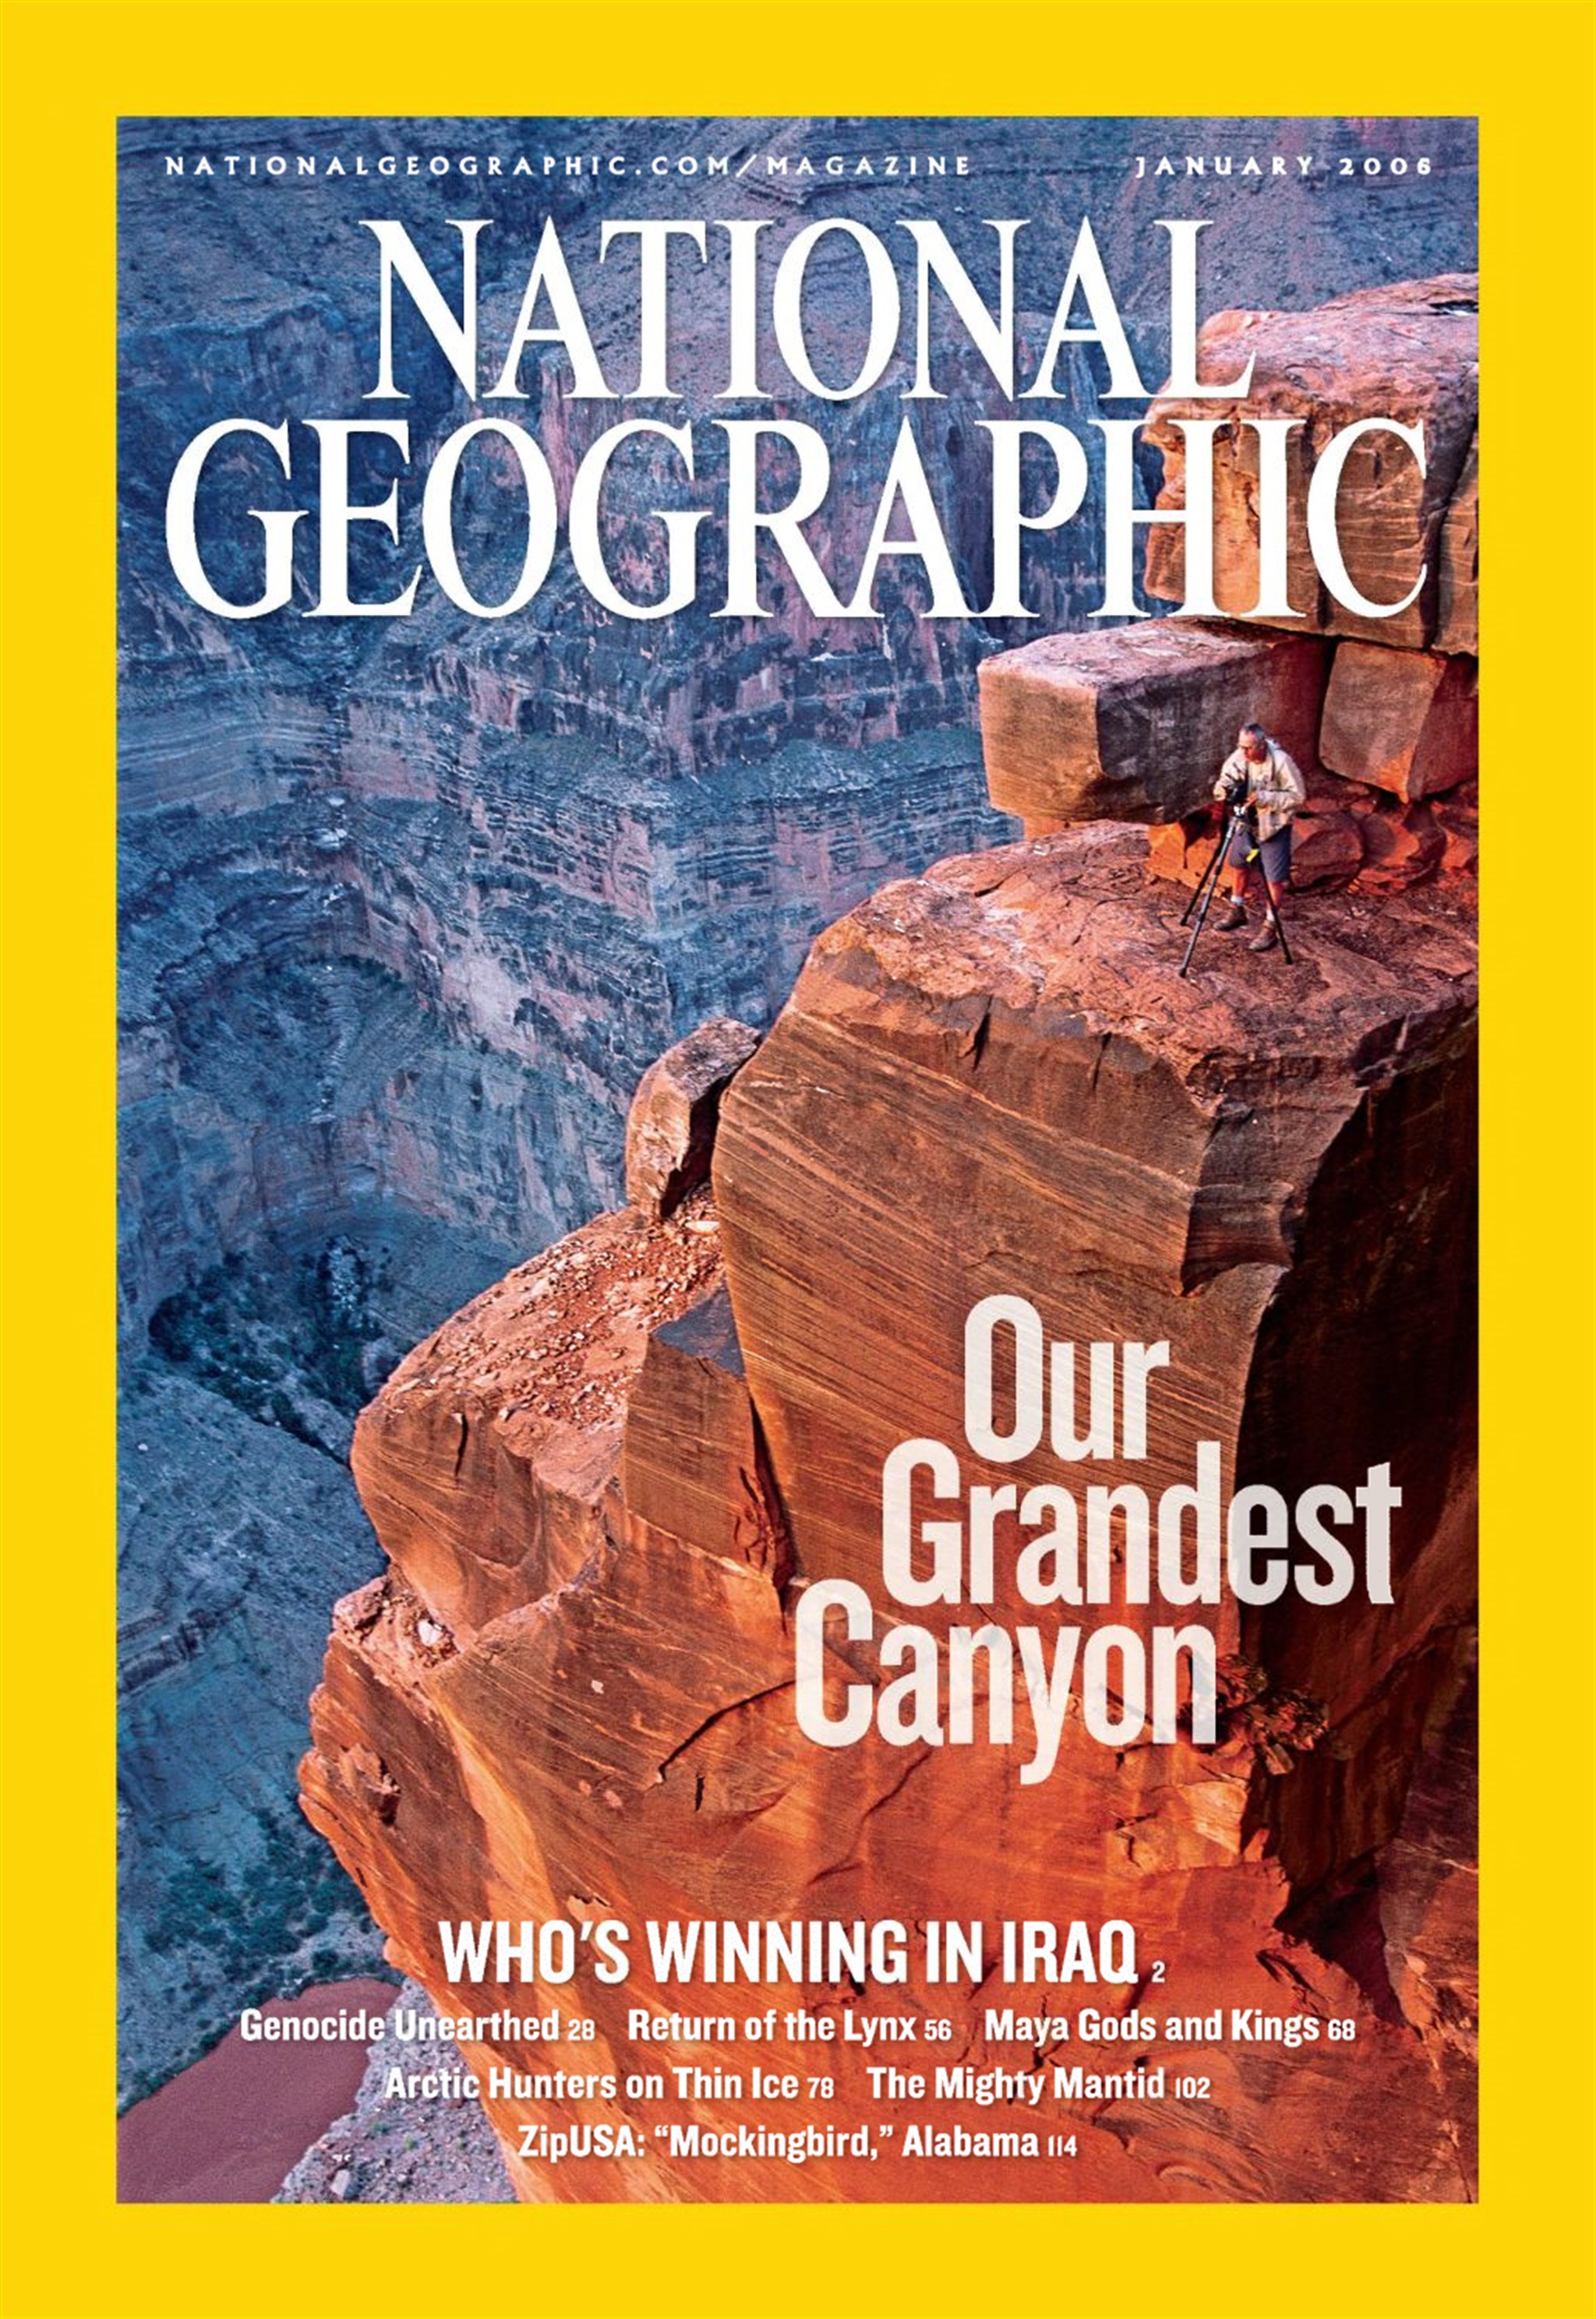 NATIONALGEOGRAPHIC.COM/MAGAZINE JANUARY 2006
NATIONAL
GEOGRAPHIC
Our
Grandest
Canyon
WHO'S WINNING IN IRAQ 2
Genocide Unearthed 28 Return of the Lynx 56 Maya Gods and Kings 68
Arctic Hunters on Thin Ice 78 The Mighty Mantid 102
ZipUSA: “Mockingbird,” Alabama 114